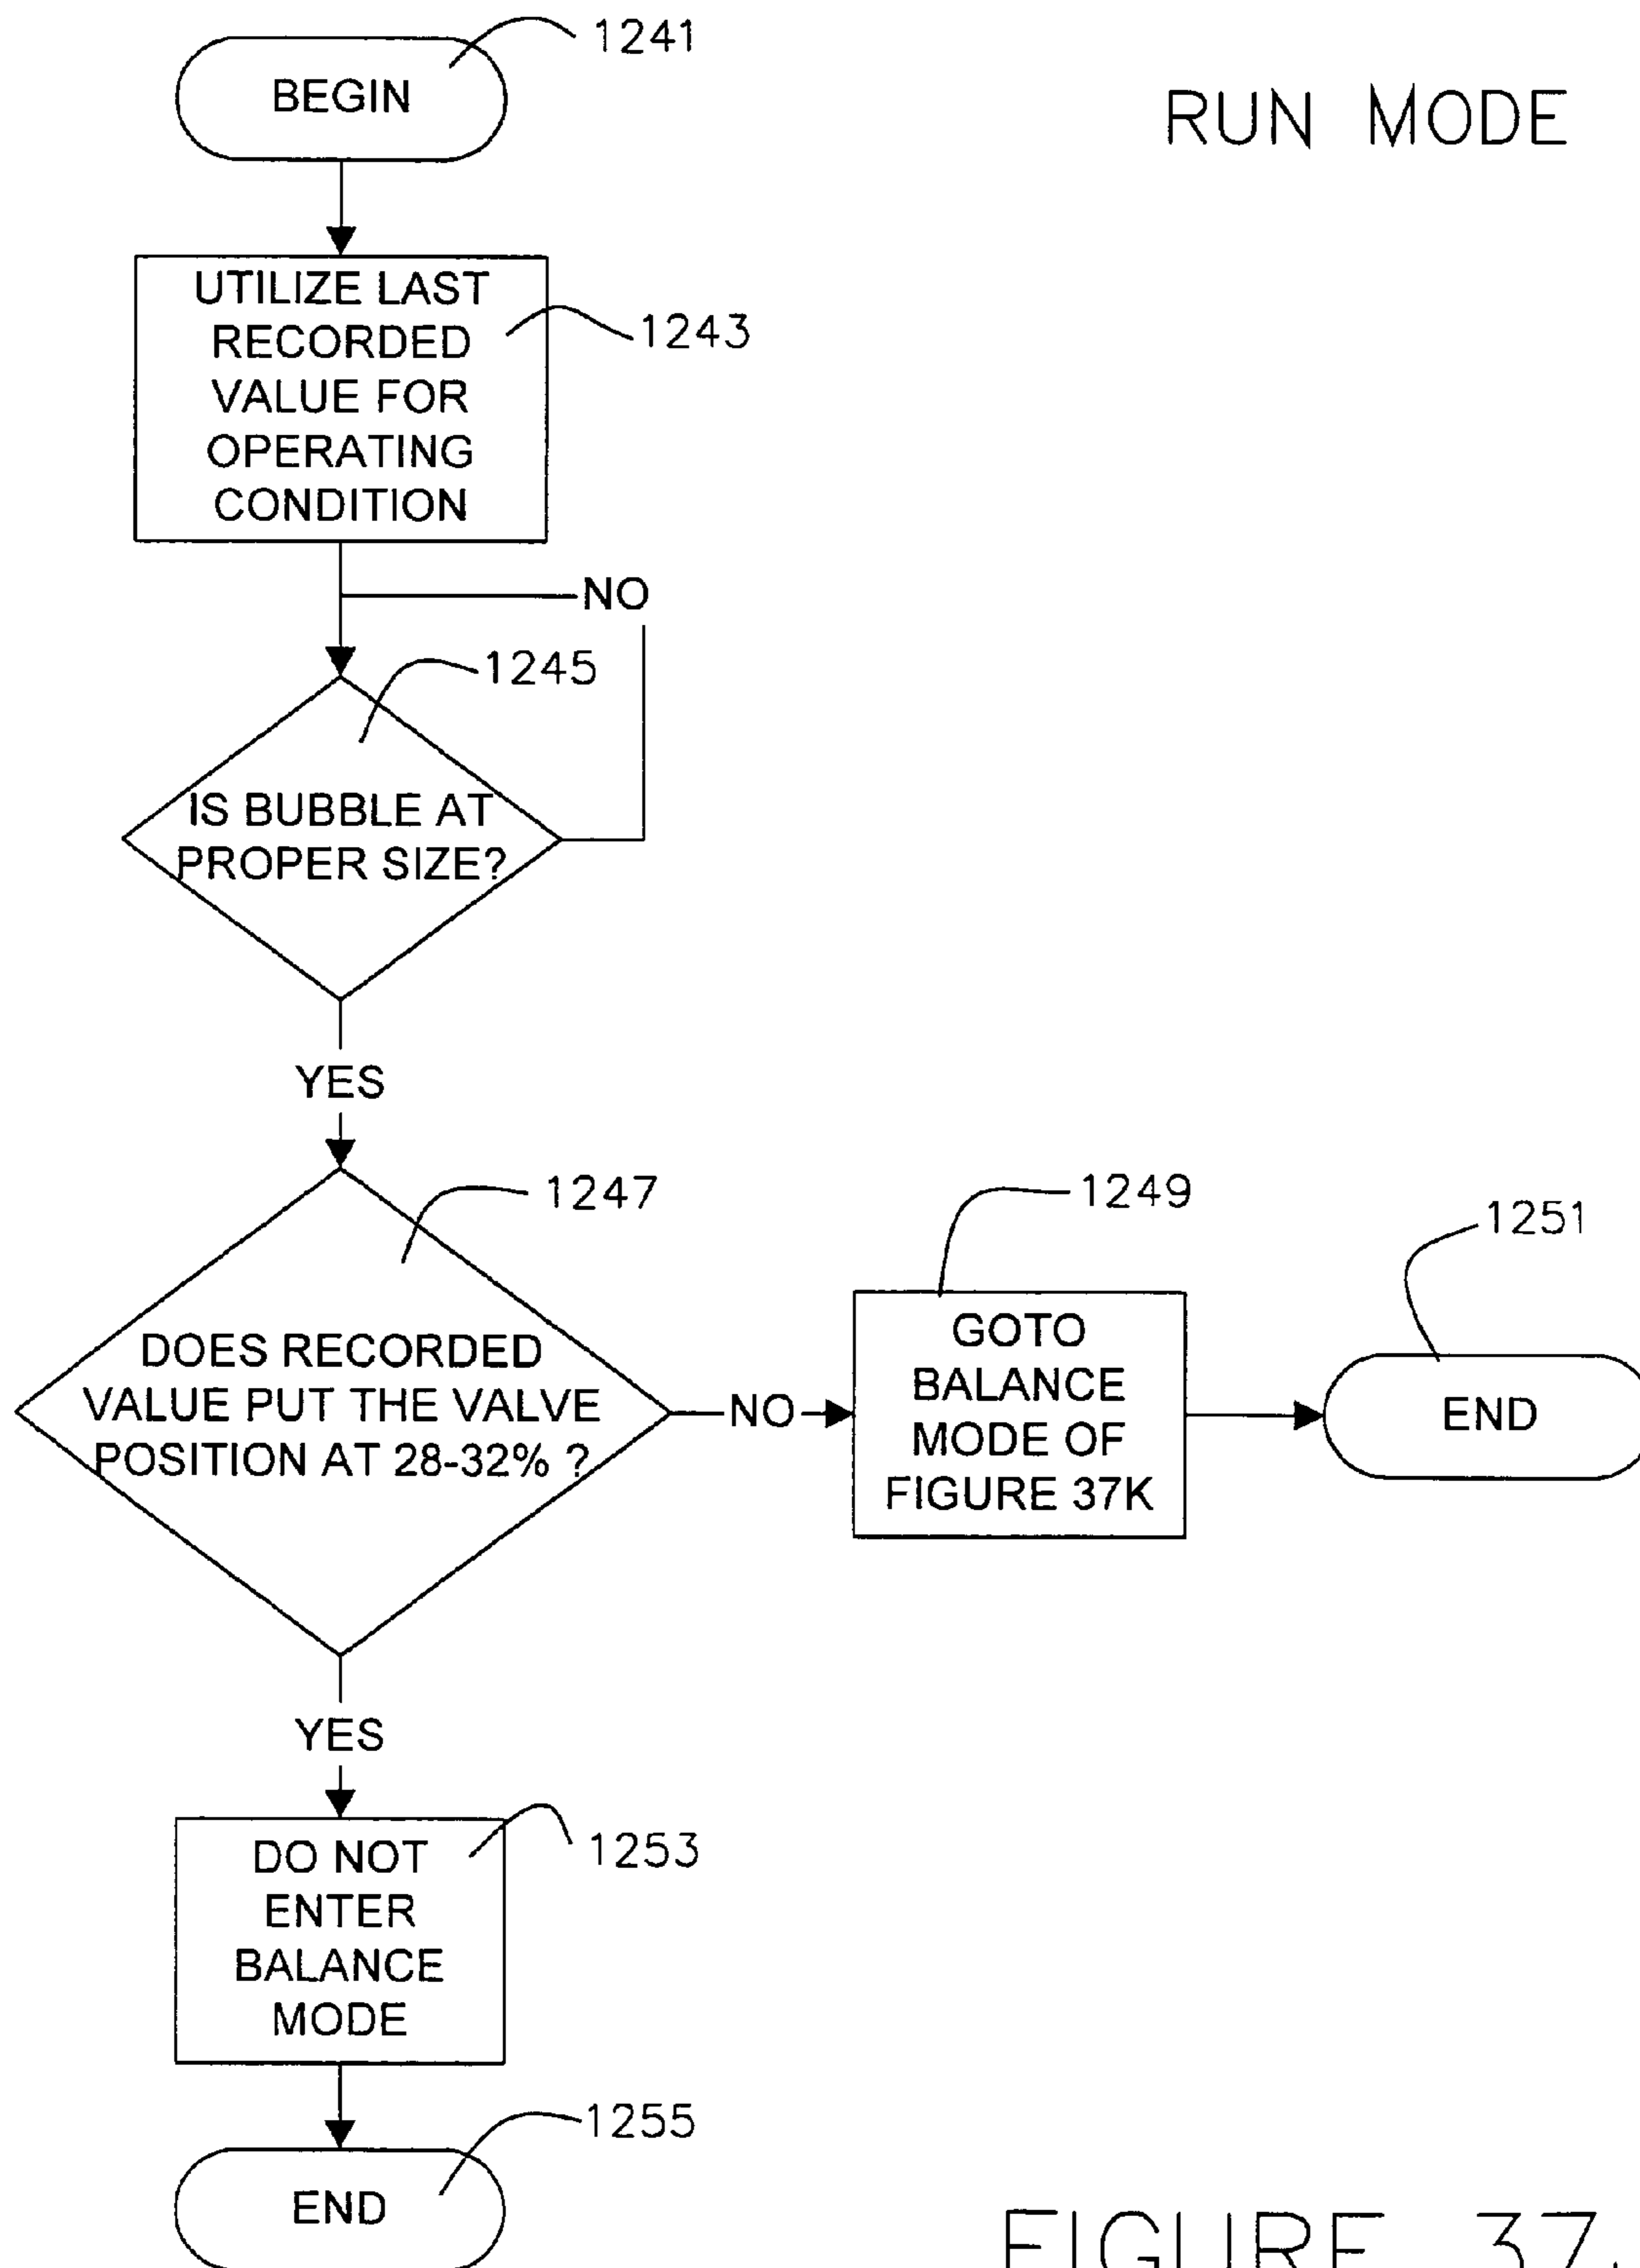 1241
BEGIN
RUN MODE
UTILIZE LAST
RECORDED
VALUE FOR
OPERATING
CONDITION
1243
NO
1245
IS BUBBLE AT
PROPER SIZE?
YES
1247
1249
1251
DOES RECORDED
VALUE PUT THE VALVE
POSITION AT 28-32% ?
NO
GOTO
BALANCE
MODE OF
FIGURE 37K
END
YES
1253
DO NOT
ENTER
BALANCE
MODE
1255
END
FIGURE 37